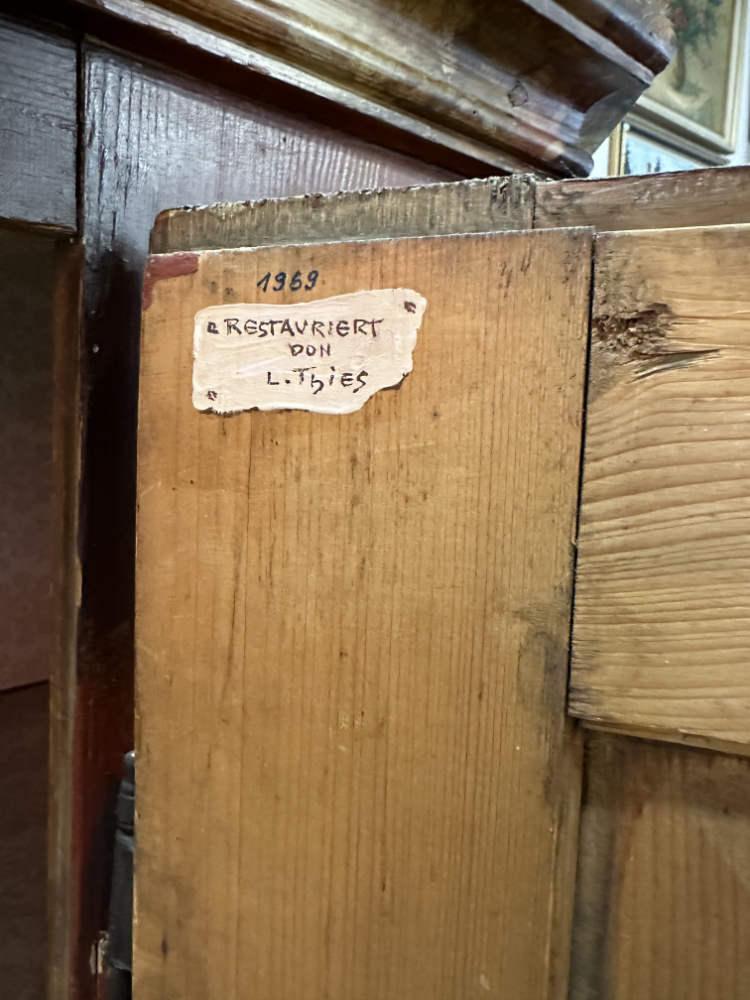 1969.
RESTAURIERT
VON
L. Thies